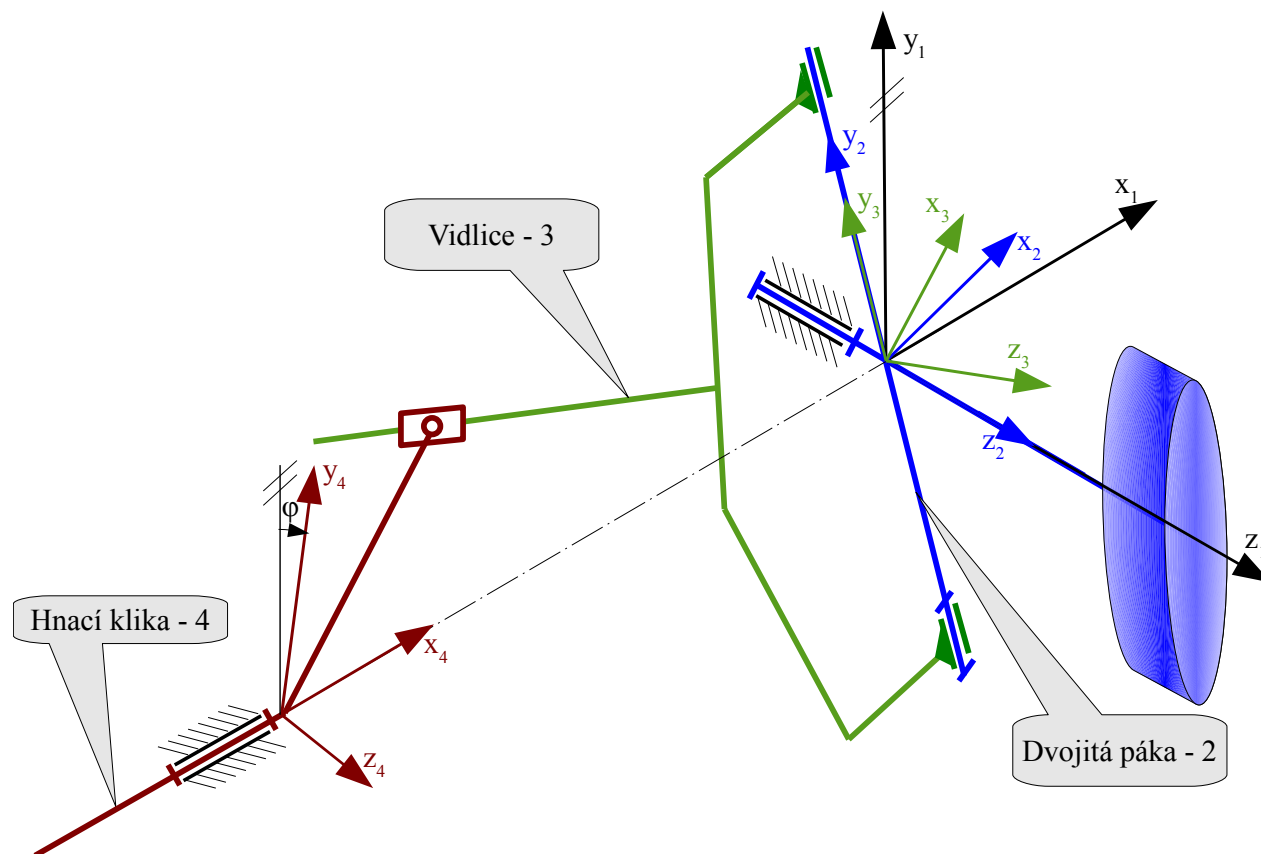 y₁
y₂
x₁
y₃
x₃
x₂
Vidlice - 3
z₃
z₂
y₄
φ
z
Hnací klika - 4
x₄
z₄
Dvojitá páka - 2